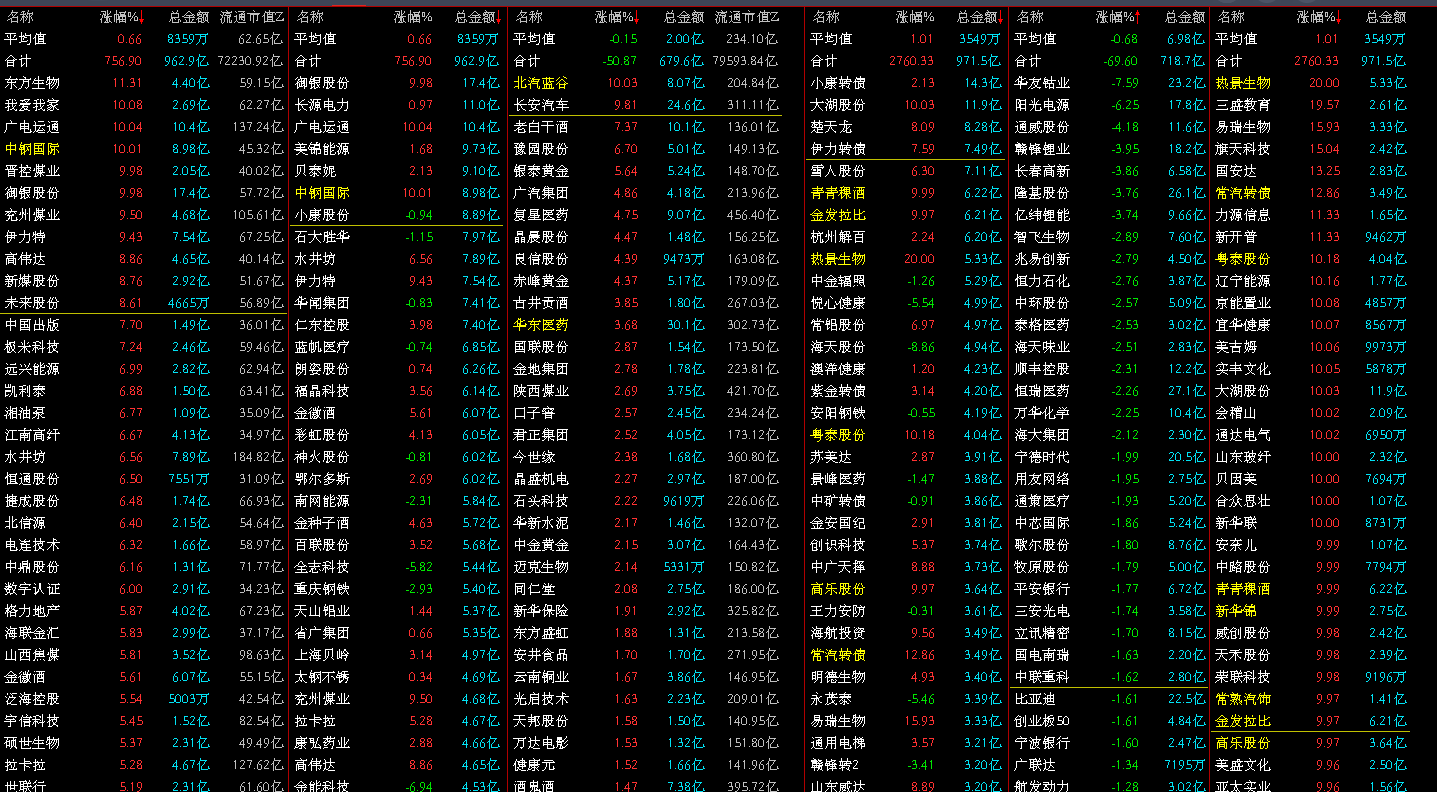 名称 涨幅%↓ 总金额 流通市值Z 名称 涨幅% 总金额↓ 名称 涨幅%↓ 总金额 流通市值Z 名称 涨幅% 总金额↓ 名称 涨幅%↑ 总金额 名称 涨幅%↓ 总金额
平均值 0.66 8359万 62.65亿 平均值 0.66 8359万 平均值 -0.15 2.00亿 234.10亿 平均值 1.01 3549万 平均值 -0.68 6.98亿 平均值 1.01 3549万
合计 756.90 962.9亿 72230.92亿 合计 756.90 962.9亿 合计 -50.87 679.6亿 79593.84亿 合计 2760.33 971.5亿 合计 -69.60 718.7亿 合计 2760.33 971.5亿
东方生物 11.31 4.40亿 59.15亿 御银股份 9.98 17.4亿 北汽蓝谷 10.03 8.07亿 204.84亿 小康转债 2.13 14.3亿 华友钴业 -7.59 23.2亿 热景生物 20.00 5.33亿
我爱我家 10.08 2.69亿 62.27亿 长源电力 0.97 11.0亿 长安汽车 9.81 24.6亿 311.11亿 大湖股份 10.03 11.9亿 阳光电源 -6.25 17.8亿 三盛教育 19.57 2.61亿
广电运通 10.04 10.4亿 137.24亿 广电运通 10.04 10.4亿 老白干酒 7.37 10.1亿 136.01亿 楚天龙 8.09 8.28亿 通威股份 -4.18 11.6亿 易瑞生物 15.93 3.33亿
中钢国际 10.01 8.98亿 45.32亿 美锦能源 1.68 9.73亿 豫园股份 6.70 5.01亿 149.13亿 伊力转债 7.59 7.49亿 赣锋锂业 -3.95 18.2亿 旗天科技 15.04 2.42亿
晋控煤业 9.98 2.05亿 40.02亿 贝泰妮 2.13 9.10亿 银泰黄金 5.64 5.24亿 148.70亿 雪人股份 6.30 7.11亿 长春高新 -3.86 6.58亿 国安达 13.25 2.83亿
御银股份 9.98 17.4亿 57.72亿 中钢国际 10.01 8.98亿 广汽集团 4.86 4.18亿 213.96亿 青青稞酒 9.99 6.22亿 隆基股份 -3.76 26.1亿 常汽转债 12.86 3.49亿
兖州煤业 9.50 4.68亿 105.61亿 小康股份 -0.94 8.89亿 复星医药 4.75 9.07亿 456.40亿 金发拉比 9.97 6.21亿 亿纬锂能 -3.74 9.66亿 力源信息 11.33 1.65亿
伊力特 9.43 7.54亿 67.25亿 石大胜华 -1.15 7.97亿 晶晨股份 4.47 1.48亿 156.25亿 杭州解百 2.24 6.20亿 智飞生物 -2.89 7.60亿 新开普 11.33 9462万
高伟达 8.86 4.65亿 40.14亿 水井坊 6.56 7.89亿 良信股份 4.39 9473万 163.08亿 热景生物 20.00 5.33亿 兆易创新 -2.79 4.50亿 粤泰股份 10.18 4.04亿
新媒股份 8.76 2.92亿 51.67亿 伊力特 9.43 7.54亿 赤峰黄金 4.37 5.17亿 179.09亿 中金辐照 -1.26 5.29亿 恒力石化 -2.76 3.87亿 辽宁能源 10.16 1.77亿
未来股份 8.61 4665万 56.89亿 华闻集团 -0.83 7.41亿 古井贡酒 3.85 1.80亿 267.03亿 悦心健康 -5.54 4.99亿 中环股份 -2.57 5.09亿 京能置业 10.08 4857万
中国出版 7.70 1.49亿 36.01亿 仁东控股 3.98 7.40亿 华东医药 3.68 30.1亿 302.73亿 常铝股份 6.97 4.97亿 泰格医药 -2.53 3.02亿 宜华健康 10.07 8567万
极米科技 7.24 2.46亿 59.46亿 蓝帆医疗 -0.74 6.85亿 国联股份 2.87 1.54亿 173.50亿 海天股份 -8.86 4.94亿 海天味业 -2.51 2.83亿 美吉姆 10.06 9973万
远兴能源 6.99 2.82亿 62.94亿 朗姿股份 0.74 6.26亿 金地集团 2.78 1.78亿 223.81亿 澳洋健康 1.20 4.23亿 顺丰控股 -2.31 12.2亿 实丰文化 10.05 5878万
凯利泰 6.88 1.50亿 63.41亿 福晶科技 3.56 6.14亿 陕西煤业 2.69 3.75亿 421.70亿 紫金转债 3.14 4.20亿 恒瑞医药 -2.26 27.1亿 大湖股份 10.03 11.9亿
湘油泵 6.77 1.09亿 35.09亿 金徽酒 5.61 6.07亿 口子窖 2.57 2.45亿 234.24亿 安阳钢铁 -0.55 4.19亿 万华化学 -2.25 10.4亿 会稽山 10.02 2.09亿
江南高纤 6.67 4.13亿 34.97亿 彩虹股份 4.13 6.05亿 君正集团 2.52 4.05亿 173.12亿 粤泰股份 10.18 4.04亿 海大集团 -2.12 2.30亿 通达电气 10.02 6950万
水井坊 6.56 7.89亿 184.82亿 神火股份 -0.81 6.02亿 今世缘 2.38 1.68亿 360.80亿 苏美达 2.87 3.91亿 宁德时代 -1.99 20.5亿 山东玻纤 10.00 2.32亿
恒通股份 6.50 7551万 31.09亿 鄂尔多斯 2.69 6.02亿 晶盛机电 2.27 2.97亿 187.00亿 景峰医药 -1.47 3.88亿 用友网络 -1.95 2.75亿 贝因美 10.00 7694万
捷成股份 6.48 1.74亿 66.93亿 南网能源 -2.31 5.84亿 石头科技 2.22 9619万 226.06亿 中矿转债 -0.91 3.86亿 通策医疗 -1.93 5.20亿 合众思壮 10.00 1.07亿
北信源 6.40 2.15亿 54.64亿 金种子酒 4.63 5.72亿 华新水泥 2.17 1.46亿 132.07亿 金安国纪 2.91 3.81亿 中芯国际 -1.86 5.24亿 新华联 10.00 8731万
电连技术 6.32 1.66亿 58.97亿 百联股份 3.52 5.68亿 中金黄金 2.15 3.07亿 164.43亿 创识科技 5.37 3.74亿 歌尔股份 -1.80 8.76亿 安奈儿 9.99 1.07亿
中鼎股份 6.16 1.31亿 71.77亿 全志科技 -5.82 5.44亿 迈克生物 2.14 5331万 150.82亿 中广天择 8.88 3.73亿 牧原股份 -1.79 5.00亿 中路股份 9.99 7794万
数字认证 6.00 2.91亿 34.23亿 重庆钢铁 -2.93 5.40亿 同仁堂 2.08 2.75亿 186.00亿 高乐股份 9.97 3.64亿 平安银行 -1.77 6.72亿 青青稞酒 9.99 6.22亿
格力地产 5.87 4.02亿 67.23亿 天山铝业 1.44 5.37亿 新华保险 1.91 2.92亿 325.82亿 王力安防 -0.31 3.61亿 三安光电 -1.74 3.58亿 新华锦 9.99 2.75亿
海联金汇 5.83 2.99亿 37.17亿 省广集团 0.66 5.35亿 东方盛虹 1.88 1.31亿 213.58亿 海航投资 9.56 3.49亿 立讯精密 -1.70 8.15亿 威创股份 9.98 2.42亿
山西焦煤 5.81 3.52亿 98.63亿 上海贝岭 3.14 4.97亿 安井食品 1.70 1.70亿 271.95亿 常汽转债 12.86 3.49亿 国电南瑞 -1.63 2.20亿 天禾股份 9.98 2.39亿
金徽酒 5.61 6.07亿 55.15亿 太钢不锈 0.34 4.69亿 云南铜业 1.67 3.86亿 146.95亿 明德生物 4.93 3.40亿 中联重科 -1.62 2.80亿 荣联科技 9.98 9196万
泛海控股 5.54 5003万 42.54亿 兖州煤业 9.50 4.68亿 光启技术 1.63 2.23亿 209.01亿 永茂泰 -5.46 3.39亿 比亚迪 -1.61 22.5亿 常熟汽饰 9.97 1.41亿
宇信科技 5.45 1.52亿 82.54亿 拉卡拉 5.28 4.67亿 天邦股份 1.58 1.50亿 140.95亿 易瑞生物 15.93 3.33亿 创业板50 -1.61 4.84亿 金发拉比 9.97 6.21亿
硕世生物 5.37 2.31亿 49.49亿 康弘药业 2.88 4.66亿 万达电影 1.53 1.32亿 151.80亿 通用电梯 3.57 3.21亿 宁波银行 -1.60 2.47亿 高乐股份 9.97 3.64亿
拉卡拉 5.28 4.67亿 127.62亿 高伟达 8.86 4.65亿 健康元 1.52 1.66亿 141.96亿 赣锋转2 -3.41 3.20亿 广联达 -1.34 7195万 美盛文化 9.96 2.50亿
世联行 5.19 2.31亿 61.60亿 金能科技 -6.94 4.53亿 酒鬼酒 1.47 7.38亿 395.72亿 山东威达 8.89 3.20亿 航发动力 -1.28 3.02亿 亚太实业 9.96 1.56亿